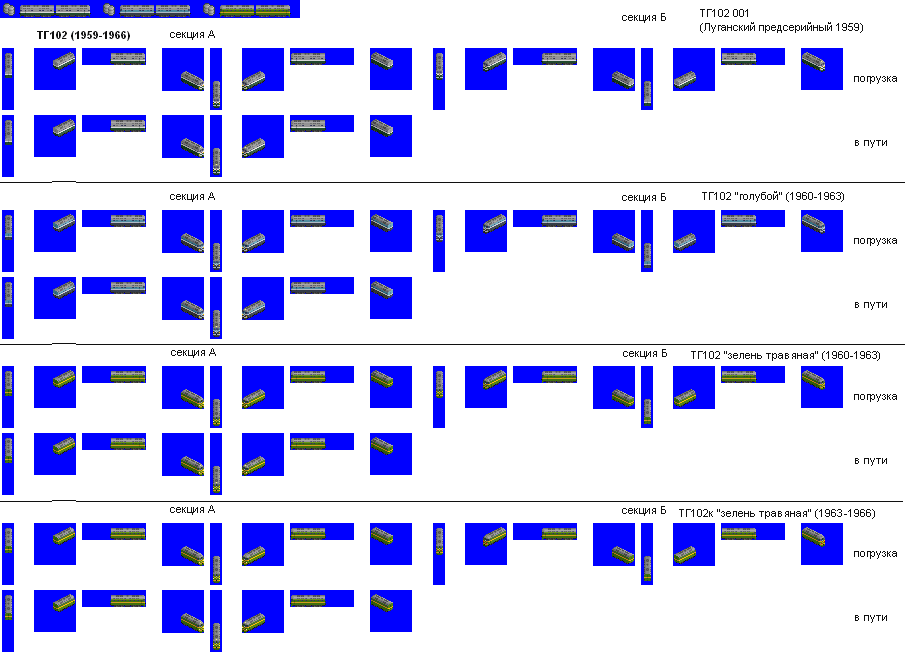 секция Б
ТГ102 001
(Луганский предсерийный 1959)
ТГ102 (1959-1966)
секция А
погрузка
в пути
секция А
секция Б
ТГ102 "голубой" (1960-1963)
погрузка
в пути
секция А
секция Б
ТГ102 "зелень травяная" (1960-1963)
погрузка
в пути
секция А
секция Б
ТГ102к "зелень травяная" (1963-1966)
погрузка
в пути